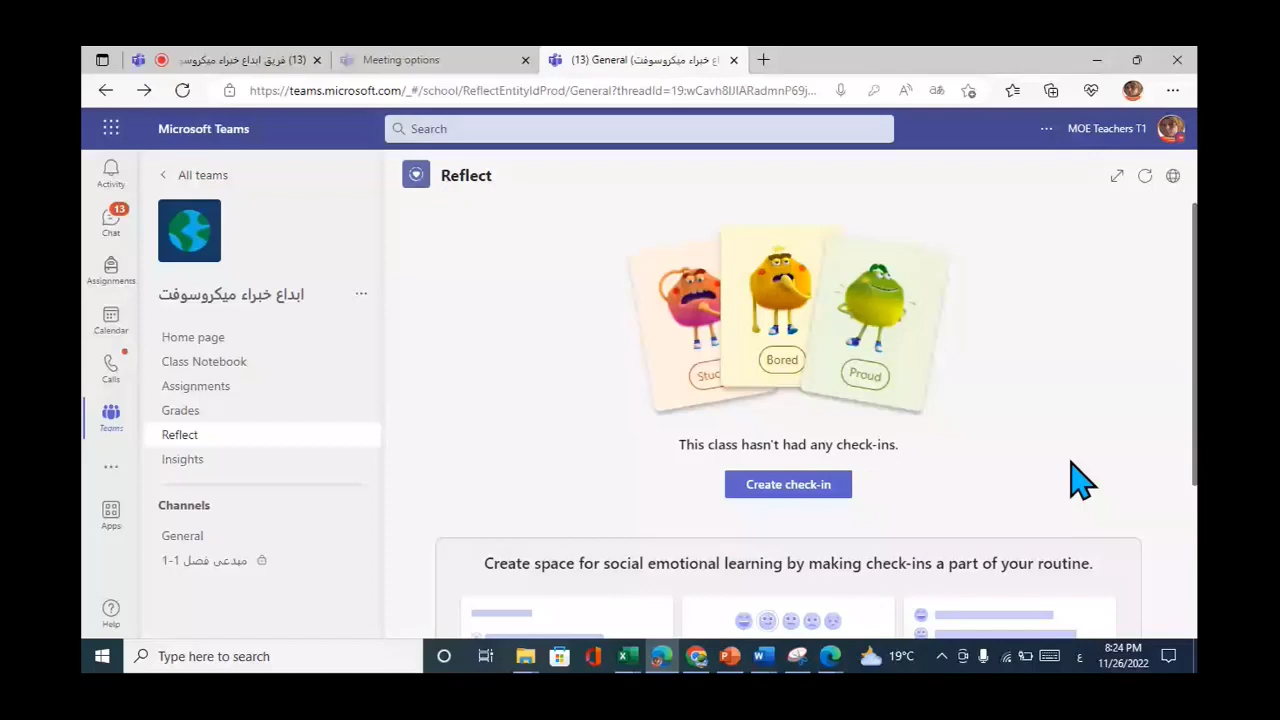 (13) فريق ابداع خبراء ميكروسوف
Meeting options
(13) General (ابداع خبراء ميكروسوفت
https://teams.microsoft.com/_#/school/ReflectEntityIdProd/General?threadId=19:wCavh8IJIARadmnP69j...
Microsoft Teams
Search
MOE Teachers T1
Activity
13
Chat
Assignments
Calendar
Calls
Teams
Apps
Help
All teams
ابداع خبراء ميكروسوفت
Home page
Class Notebook
Assignments
Grades
Reflect
Insights
Channels
General
ميدعى فصل 1-1
Reflect
Bored
Proud
This class hasn't had any check-ins.
Create check-in
Create space for social emotional learning by making check-ins a part of your routine.
Type here to search
19°C
ع
8:24 PM
11/26/2022